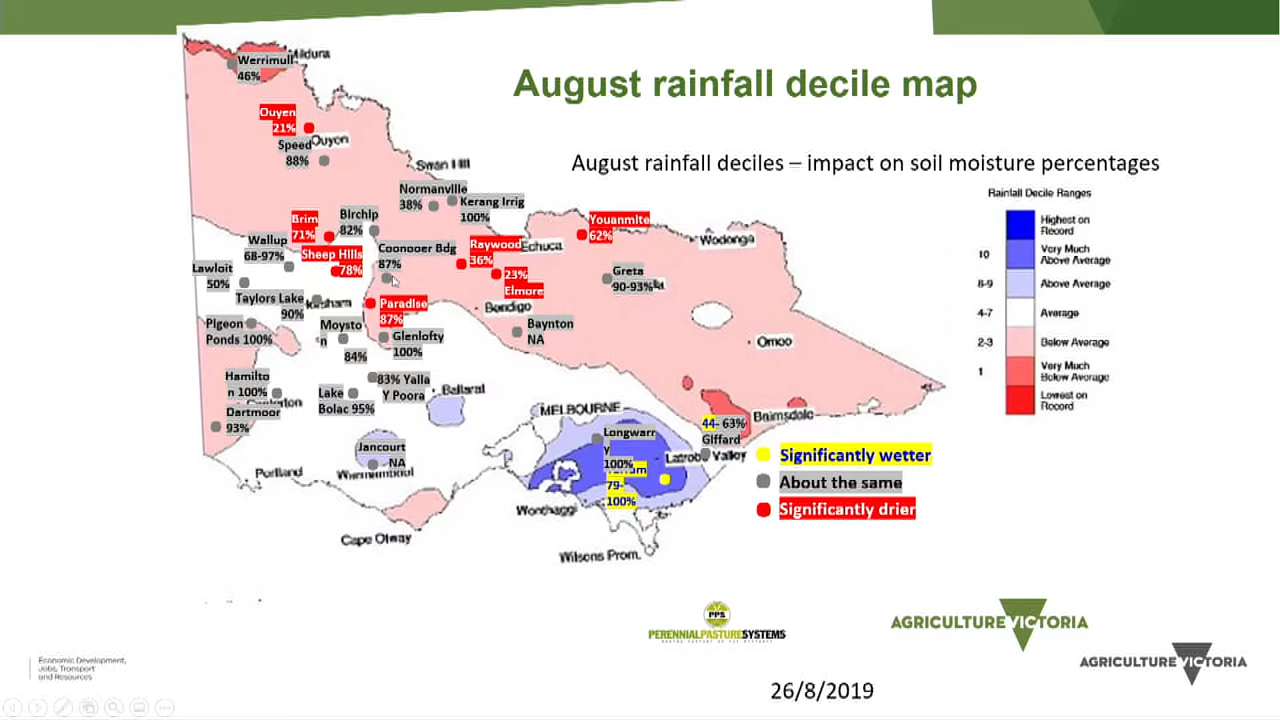 August rainfall decile map
August rainfall deciles – impact on soil moisture percentages
Mildura
Werrimull
46%
Ouyen
21%
Ouyen
Speed
88%
Swan Hill
Normanville
38%
Kerang Irrig
100%
Brim
71%
Birchip
82%
Youanmite
62%
Wallup
68-97%
Coonooer Bdg
87%
Raywood
36%
Echuca
Wodonga
Sheep Hills
78%
Lawloit
50%
23%
Elmore
Greta
90-93%
Taylors Lake
90%
Paradise
87%
Bendigo
Pigeon
Ponds 100%
Moysto
n
84%
Glenlofty
100%
Baynton
NA
Omeo
Hamilto
n 100%
83% Yalla
Y Poora
Lake
Bolac 95%
Ballarat
Dartmoor
93%
MELBOURNE
Bairnsdale
44- 63%
Giffard
Longwarr
y
100%
Latrobe Valley
Jancourt
NA
Portland
Warrnambool
79-
100%
Wonthaggi
Cape Otway
Wilsons Prom.
Rainfall Decile Ranges
Highest on
Record
10
Very Much
Above Average
8-9
Above Average
4-7
Average
2-3
Below Average
1
Very Much
Below Average
Lowest on
Record
Significantly wetter
About the same
Significantly drier
PPS
PERENNIALPASTURESYSTEMS
AGRICULTURE VICTORIA
AGRICULTURE VICTORIA
Economic Development,
Jobs, Transport
and Resources
26/8/2019